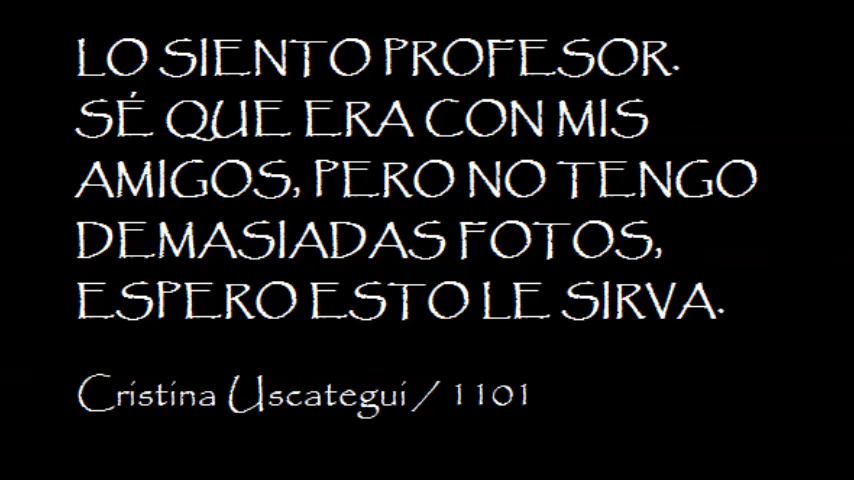 LO SIENTO PROFESOR.
SÉ QUE ERA CON MIS
AMIGOS, PERO NO TENGO
DEMASIADAS FOTOS,
ESPERO ESTO LE SIRVA.
Cristina Uscategui / 1101